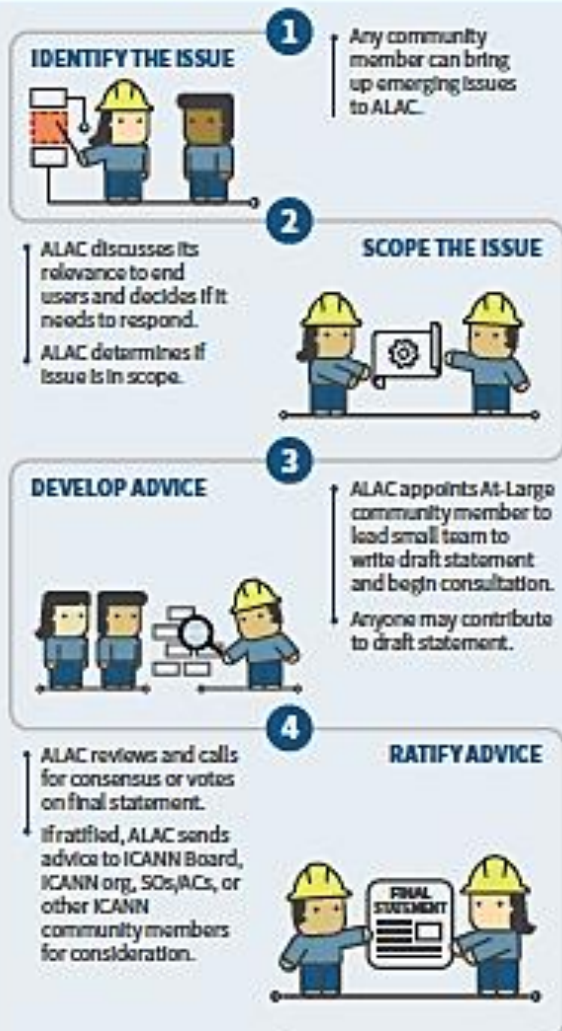 1
IDENTIFY THE ISSUE
Any community
member can bring
up emerging issues
to ALAC.
2
SCOPE THE ISSUE
ALAC discusses its
relevance to end
users and decides if it
needs to respond.
ALAC determines if
issue is in scope.
3
DEVELOP ADVICE
ALAC appoints At-Large
community member to
lead small team to
write draft statement
and begin consultation.
Anyone may contribute
to draft statement.
4
RATIFY ADVICE
ALAC reviews and calls
for consensus or votes
on final statement.
If ratified, ALAC sends
advice to ICANN Board,
ICANN org, SOs/ACs, or
other ICANN
community members
for consideration.
FINAL
STATEMENT